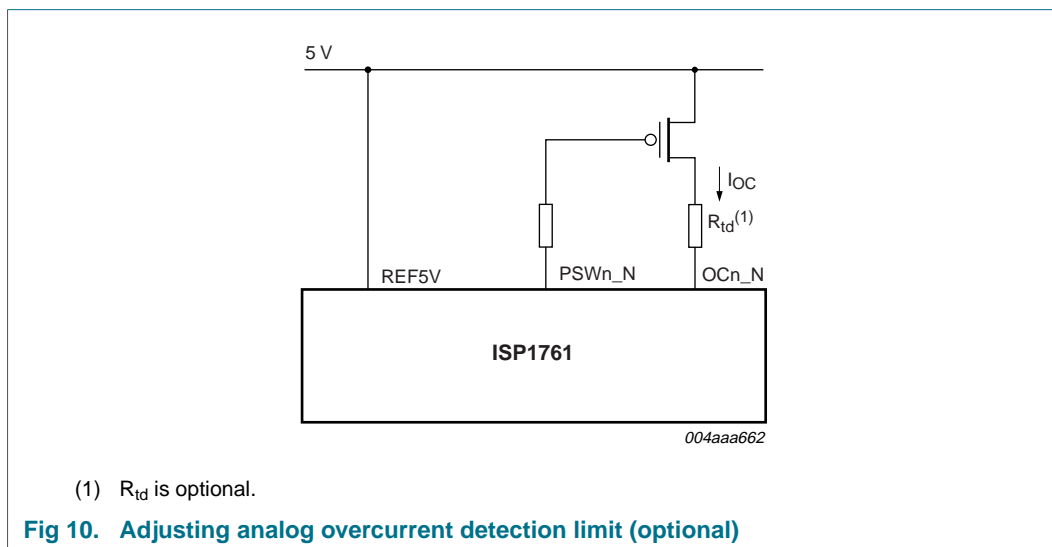 5 V
I_OC
R_td^(1)
REF5V
PSWn_N
OCn_N
ISP1761
004aaa662
(1) R_td is optional.
Fig 10. Adjusting analog overcurrent detection limit (optional)